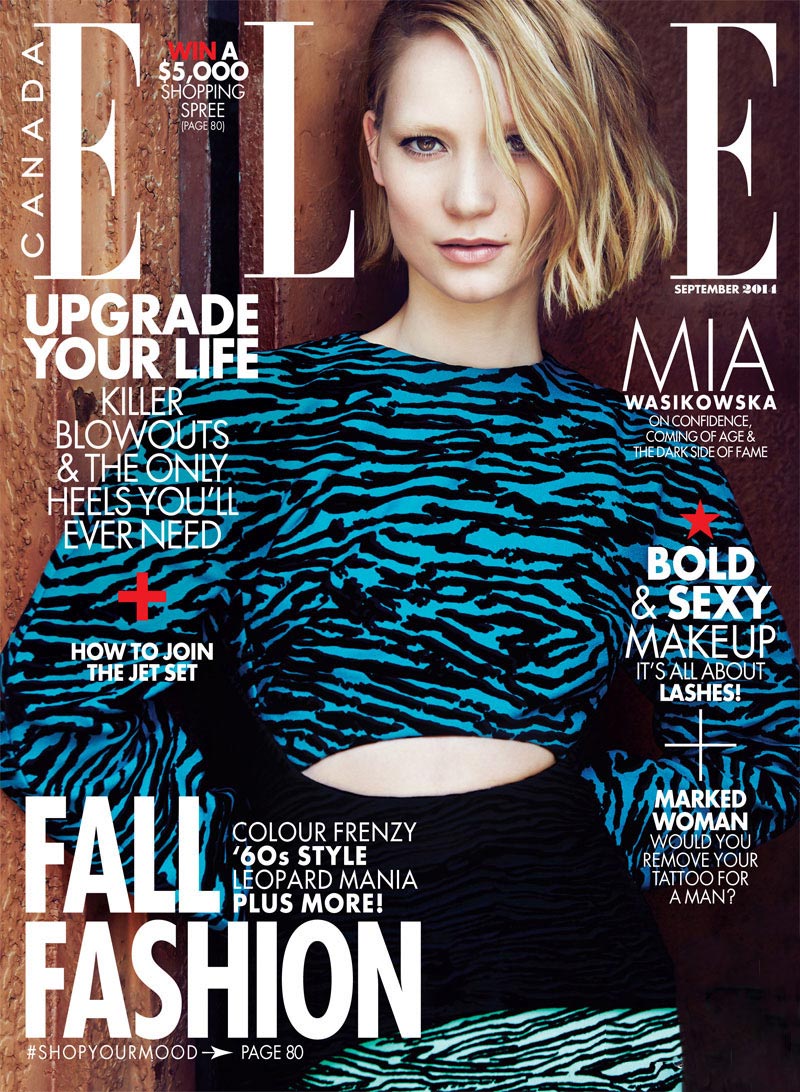 CANADA
ELLE
WIN A
$5,000
SHOPPING
SPREE
(PAGE 80)
SEPTEMBER 2014
UPGRADE
YOUR LIFE
KILLER
BLOWOUTS
& THE ONLY
HEELS YOU'LL
EVER NEED
+
HOW TO JOIN
THE JET SET
MIA
WASIKOWSKA
ON CONFIDENCE,
COMING OF AGE &
THE DARK SIDE OF FAME
BOLD
& SEXY
MAKEUP
IT'S ALL ABOUT
LASHES!
+
MARKED
WOMAN
WOULD YOU
REMOVE YOUR
TATTOO FOR
A MAN?
FALL
FASHION
COLOUR FRENZY
'60s STYLE
LEOPARD MANIA
PLUS MORE!
#SHOPYOURMOOD → PAGE 80